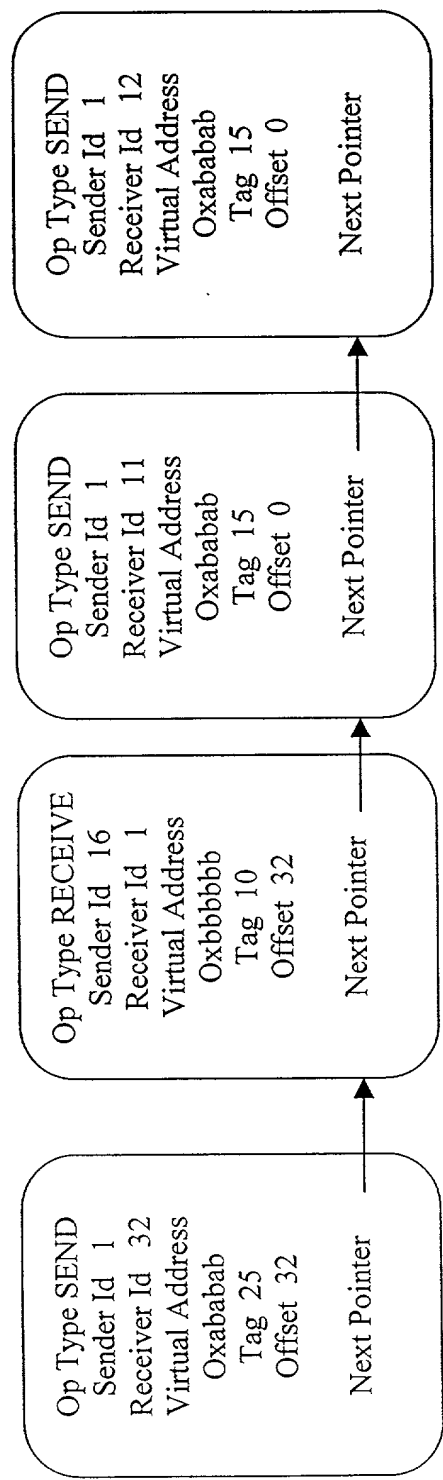 Op Type SEND
Sender Id 1
Receiver Id 32
Virtual Address
Oxababab
Tag 25
Offset 32
Next Pointer
Op Type RECEIVE
Sender Id 16
Receiver Id 1
Virtual Address
Oxbbbbbb
Tag 10
Offset 32
Next Pointer
Op Type SEND
Sender Id 1
Receiver Id 11
Virtual Address
Oxababab
Tag 15
Offset 0
Next Pointer
Op Type SEND
Sender Id 1
Receiver Id 12
Virtual Address
Oxababab
Tag 15
Offset 0
Next Pointer